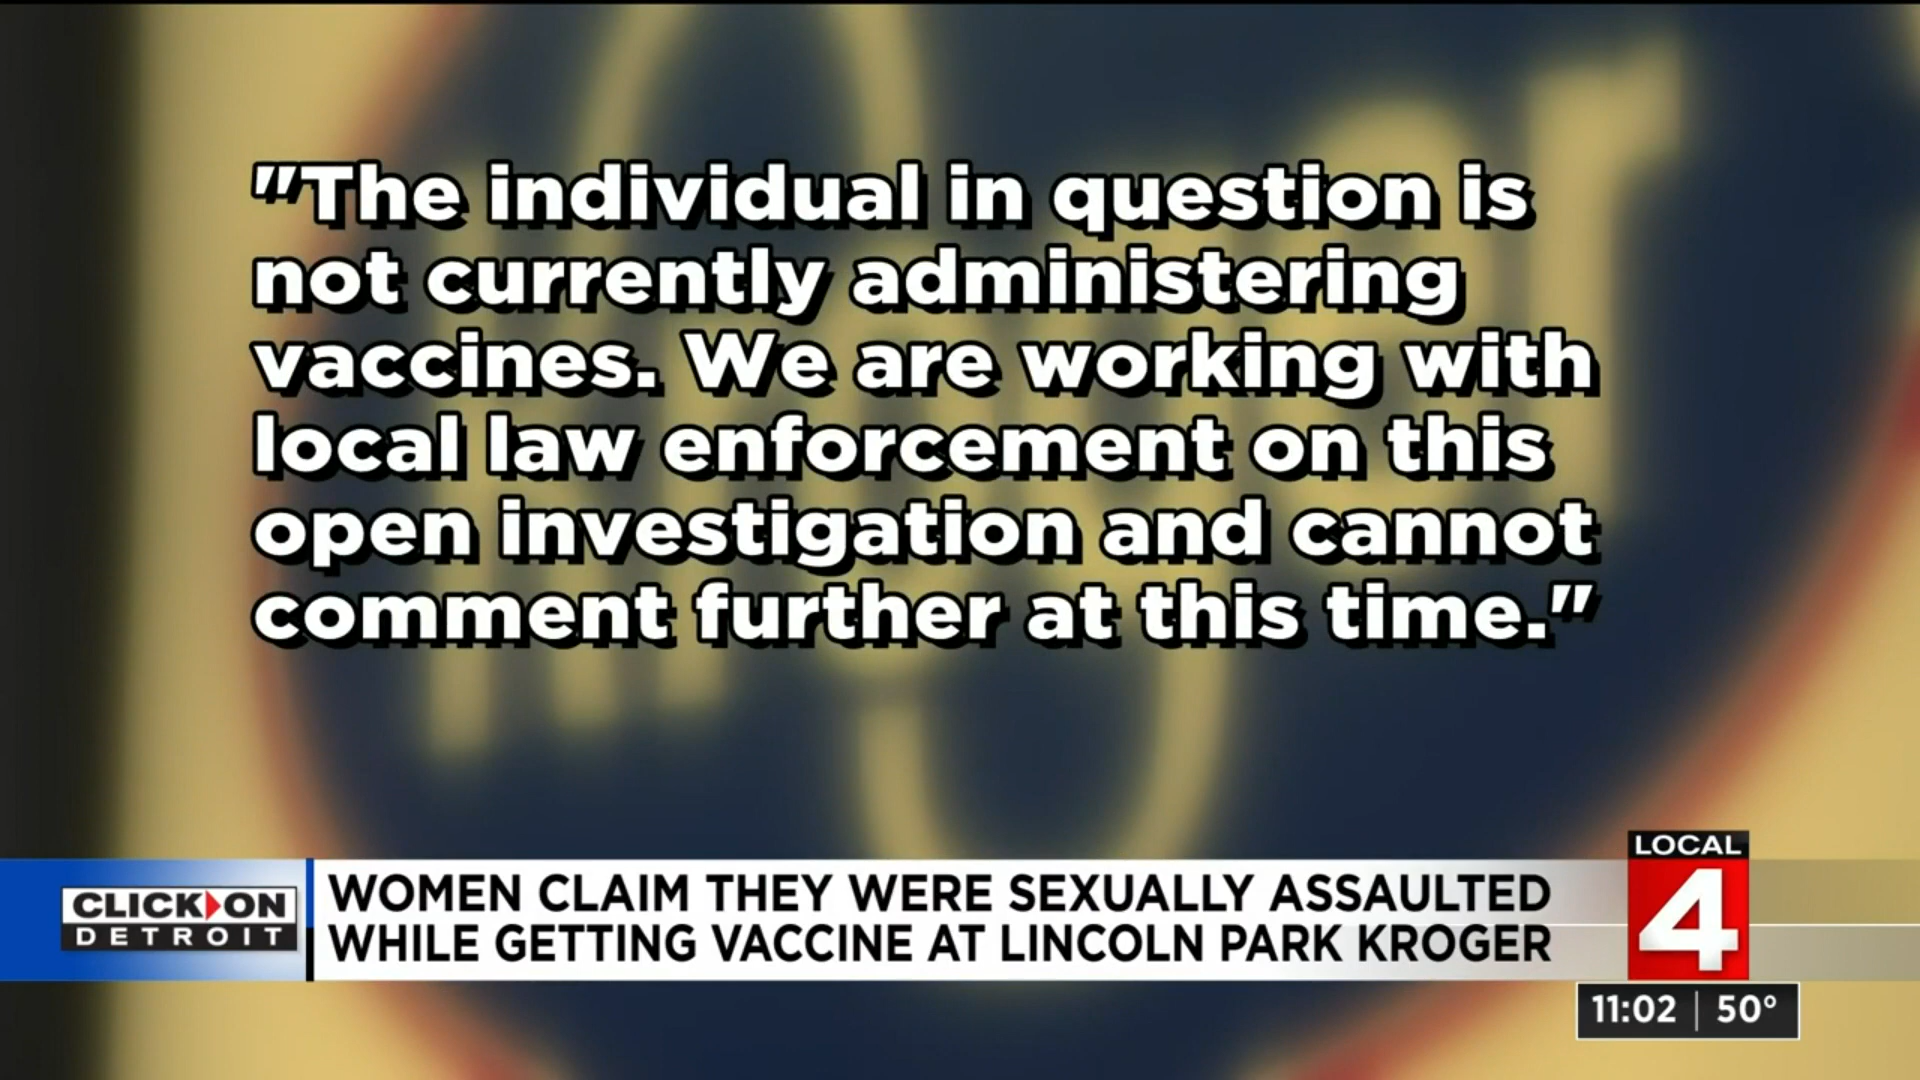 "The individual in question is
not currently administering
vaccines. We are working with
local law enforcement on this
open investigation and cannot
comment further at this time."
CLICK ON
DETROIT
WOMEN CLAIM THEY WERE SEXUALLY ASSAULTED
WHILE GETTING VACCINE AT LINCOLN PARK KROGER
LOCAL
4
11:02 | 50°